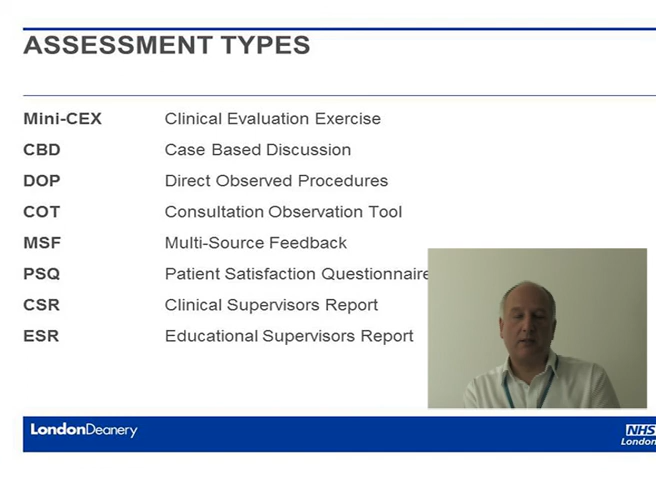 ASSESSMENT TYPES
Mini-CEX Clinical Evaluation Exercise
CBD Case Based Discussion
DOP Direct Observed Procedures
COT Consultation Observation Tool
MSF Multi-Source Feedback
PSQ Patient Satisfaction Questionnaire
CSR Clinical Supervisors Report
ESR Educational Supervisors Report
LondonDeanery
NHS
London